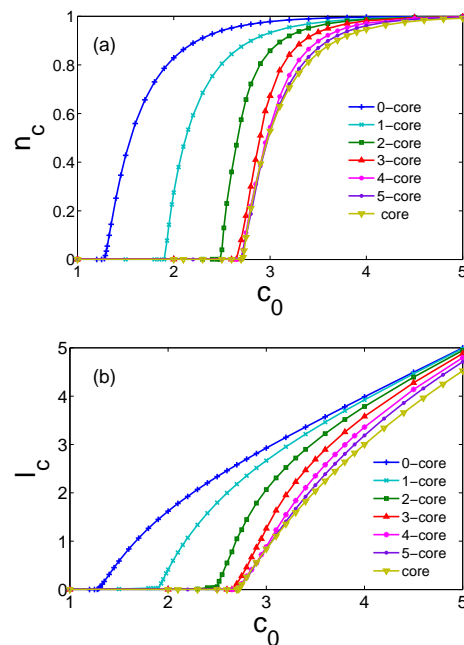 1
(a)
0.8
0.6
n_c
0.4
0.2
0
0-core
1-core
2-core
3-core
4-core
5-core
core
1 2 3 4 5
c_0
5
(b)
4
3
l_c
2
1
0
0-core
1-core
2-core
3-core
4-core
5-core
core
1 2 3 4 5
c_0